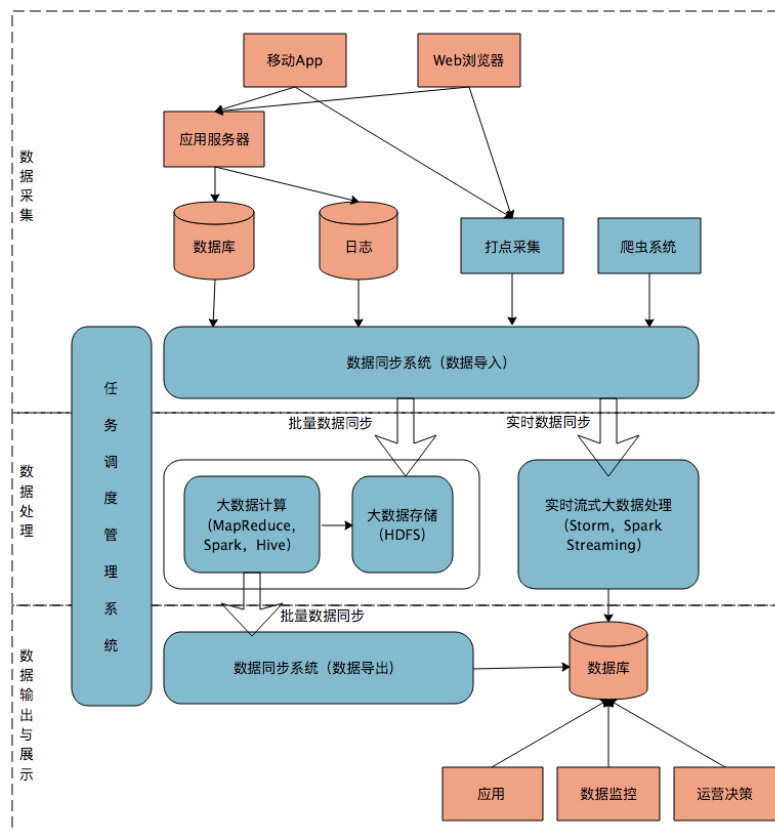 移动App
Web浏览器
应用服务器
数据采集
数据库
日志
打点采集
爬虫系统
数据同步系统（数据导入）
任务调度管理系统
批量数据同步
实时数据同步
数据处理
大数据计算
（MapReduce，
Spark，Hive）
大数据存储
（HDFS）
实时流式大数据处理
（Storm，Spark
Streaming）
批量数据同步
数据同步系统（数据导出）
数据库
数据输出与展示
应用
数据监控
运营决策